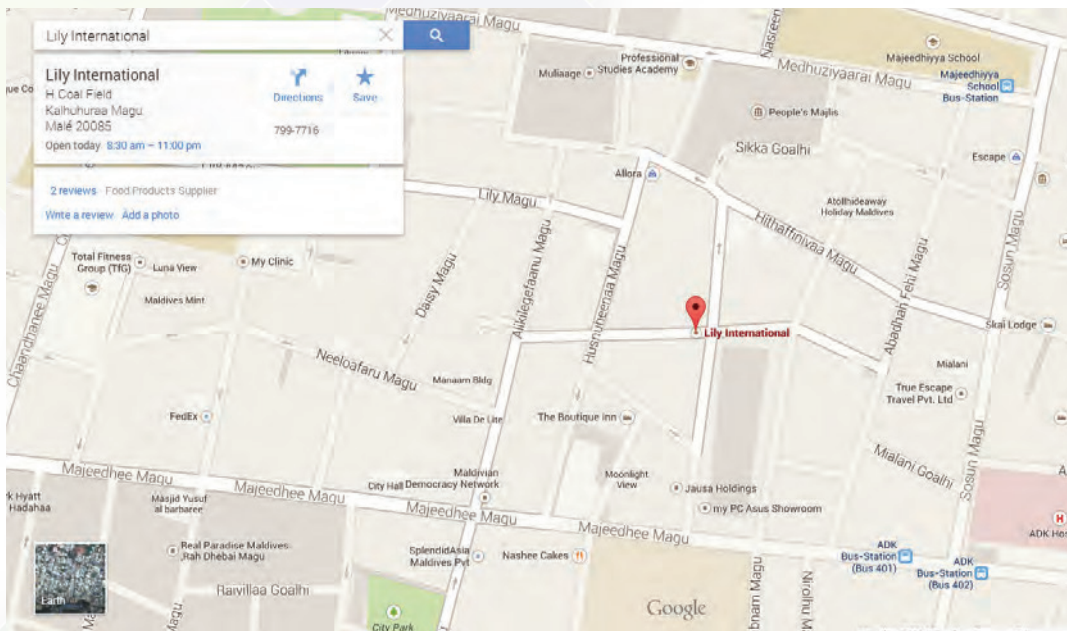 Lily International
Lily International
H Coal Field
Kalhuhuraa Magu
Malé 20085
Open today 8:30 am – 11:00 pm
Directions
Save
799-7716
2 reviews Food Products Supplier
Write a review Add a photo
Medhuziyaarai Magu
Nasreen
Majeedhiyya School
Professional
Studies Academy
Muliaage
Medhuziyaarai Magu
Majeedhiyya
School
Bus-Station
People's Majlis
Sikka Goalhi
Escape
Allora
Lily Magu
Atollhideaway
Holiday Maldives
Hithaffinivaa Magu
Sosun Magu
Total Fitness
Group (TfG)
Luna View
My Clinic
Maldives Mint
Chaandhanee Magu
Daisy Magu
Alikilegefaanu Magu
Husnuheenaa Magu
Abadhah Fehi Magu
Lily International
Skai Lodge
Neeloafaru Magu
Manaam Bldg
Mialani
True Escape
Travel Pvt. Ltd
FedEx
Villa De Lite
The Boutique Inn
Mialani Goalhi
Sosun Magu
Majeedhee Magu
Majeedhee Magu
City Hall
Maldivian
Democracy Network
Moonlight
View
Jausa Holdings
my PC Asus Showroom
Majeedhee Magu
rk Hyatt
Hadahaa
Masjid Yusuf
al barbaree
Real Paradise Maldives
Rah Dhebai Magu
SplendidAsia
Maldives Pvt
Nashee Cakes
ADK
Bus-Station
(Bus 401)
ADK
Bus-Station
(Bus 402)
H
ADK Hos
Raivillaa Goalhi
City Park
bnam Magu
Nirolhu Magu
Earth
Google